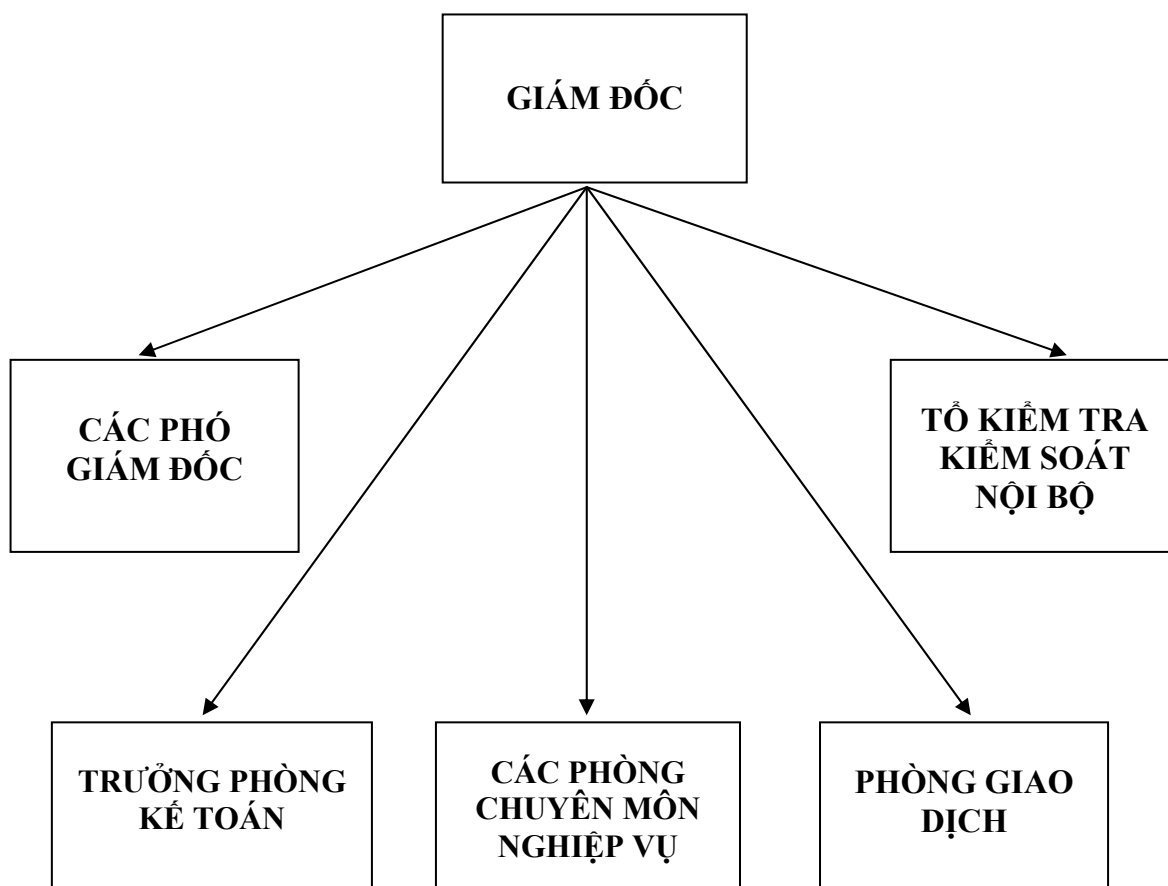 GIÁM ĐỐC
CÁC PHÓ
GIÁM ĐỐC
TỔ KIỂM TRA
KIỂM SOÁT
NỘI BỘ
TRƯỞNG PHÒNG
KẾ TOÁN
CÁC PHÒNG
CHUYÊN MÔN
NGHIỆP VỤ
PHÒNG GIAO
DỊCH